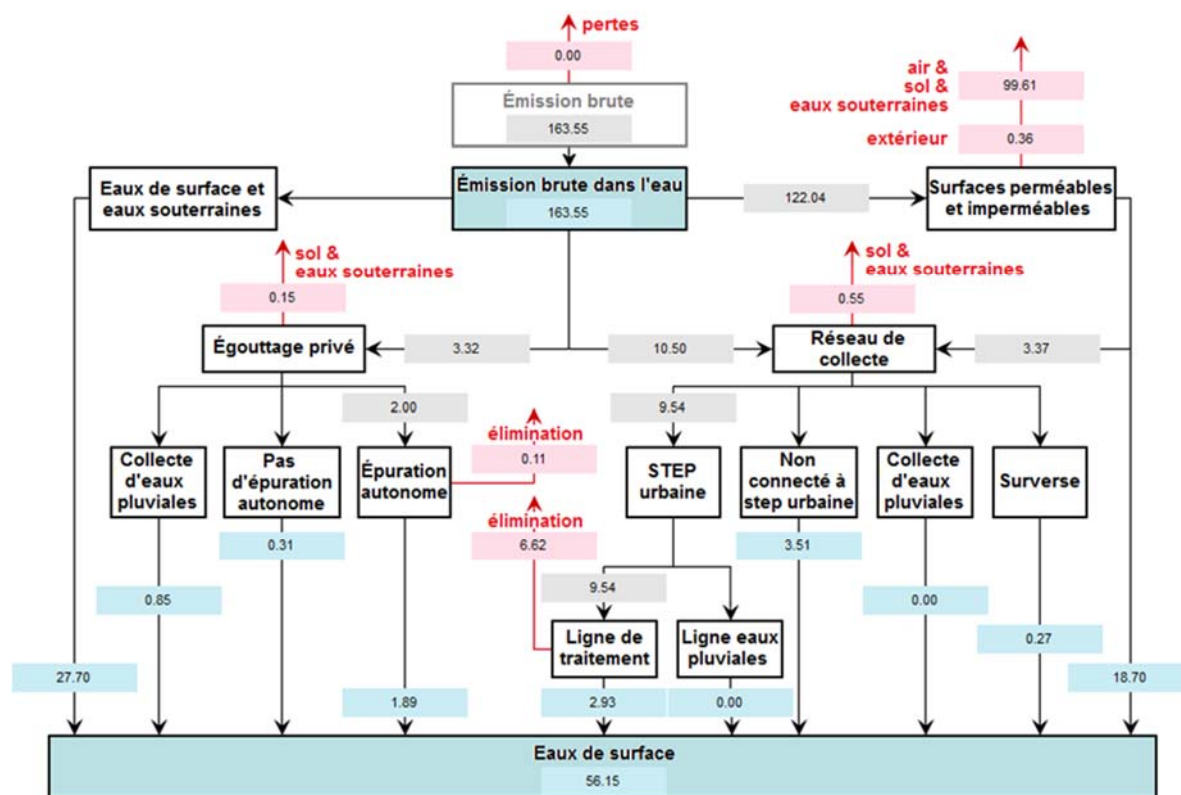 pertes
0.00
Émission brute
163.55
air &
sol &
eaux souterraines
99.61
extérieur
0.36
Eaux de surface et
eaux souterraines
Émission brute dans l'eau
163.55
122.04
Surfaces perméables
et imperméables
sol &
eaux souterraines
0.15
sol &
eaux souterraines
0.55
Égouttage privé
3.32
10.50
Réseau de
collecte
3.37
2.00
9.54
Collecte
d'eaux
pluviales
Pas
d'épuration
autonome
Épuration
autonome
élimination
0.11
STEP
urbaine
Non
connecté à
step urbaine
Collecte
d'eaux
pluviales
Surverse
élimination
6.62
0.31
3.51
0.85
9.54
0.00
Ligne de
traitement
Ligne eaux
pluviales
0.27
27.70
1.89
2.93
0.00
18.70
Eaux de surface
56.15